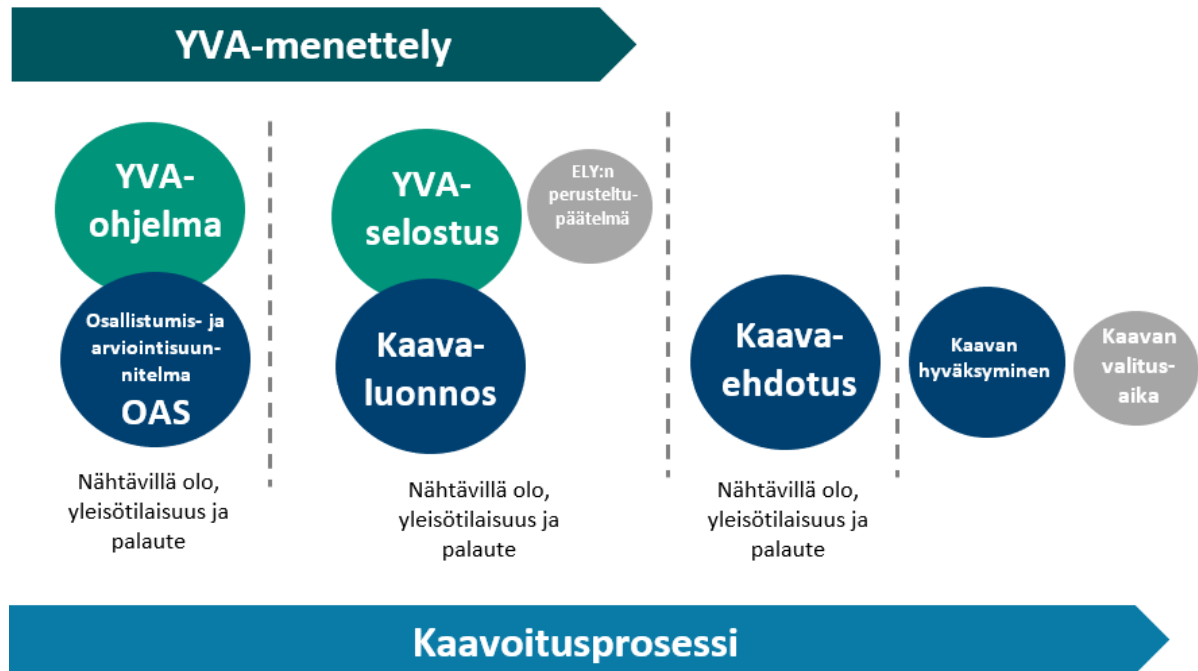 YVA-menettely
YVA-
ohjelma
Osallistumis- ja
arviointisuun-
nitelma
OAS
Nähtävillä olo,
yleisötilaisuus ja
palaute
YVA-
selostus
ELY:n
perusteltu-
päätelmä
Kaava-
luonnos
Nähtävillä olo,
yleisötilaisuus ja
palaute
Kaava-
ehdotus
Nähtävillä olo,
yleisötilaisuus ja
palaute
Kaavan
hyväksyminen
Kaavan
valitus-
aika
Kaavoitusprosessi